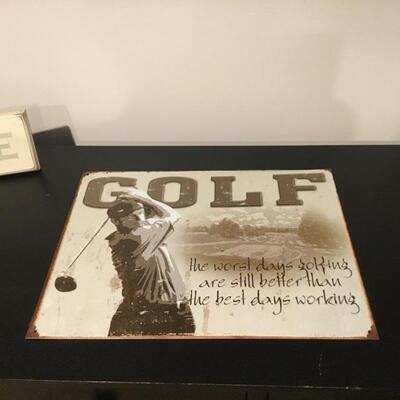 E
GOLF
the worst days golfing
are still better than
the best days working